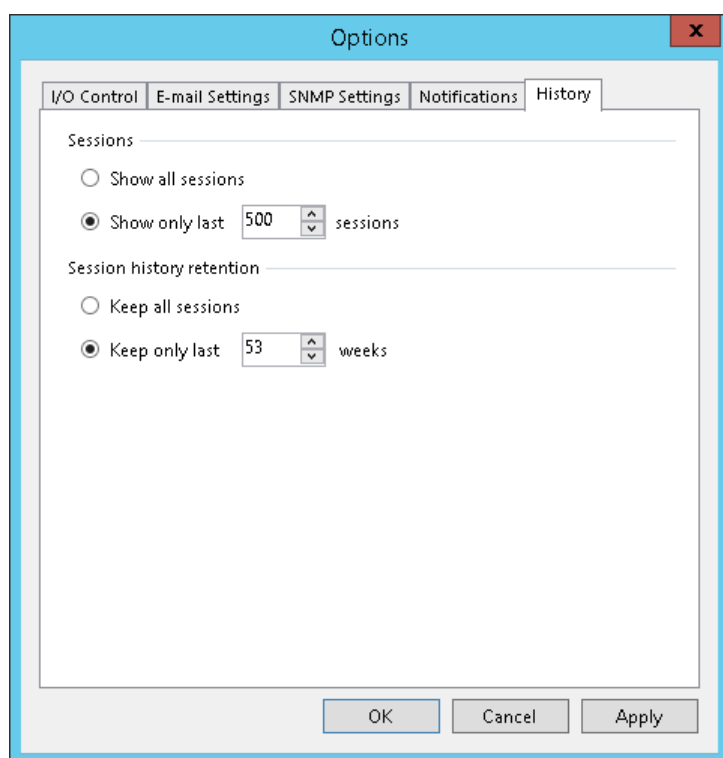 Options
x
I/O Control E-mail Settings SNMP Settings Notifications History
Sessions
Show all sessions
Show only last 500 sessions
Session history retention
Keep all sessions
Keep only last 53 weeks
OK Cancel Apply